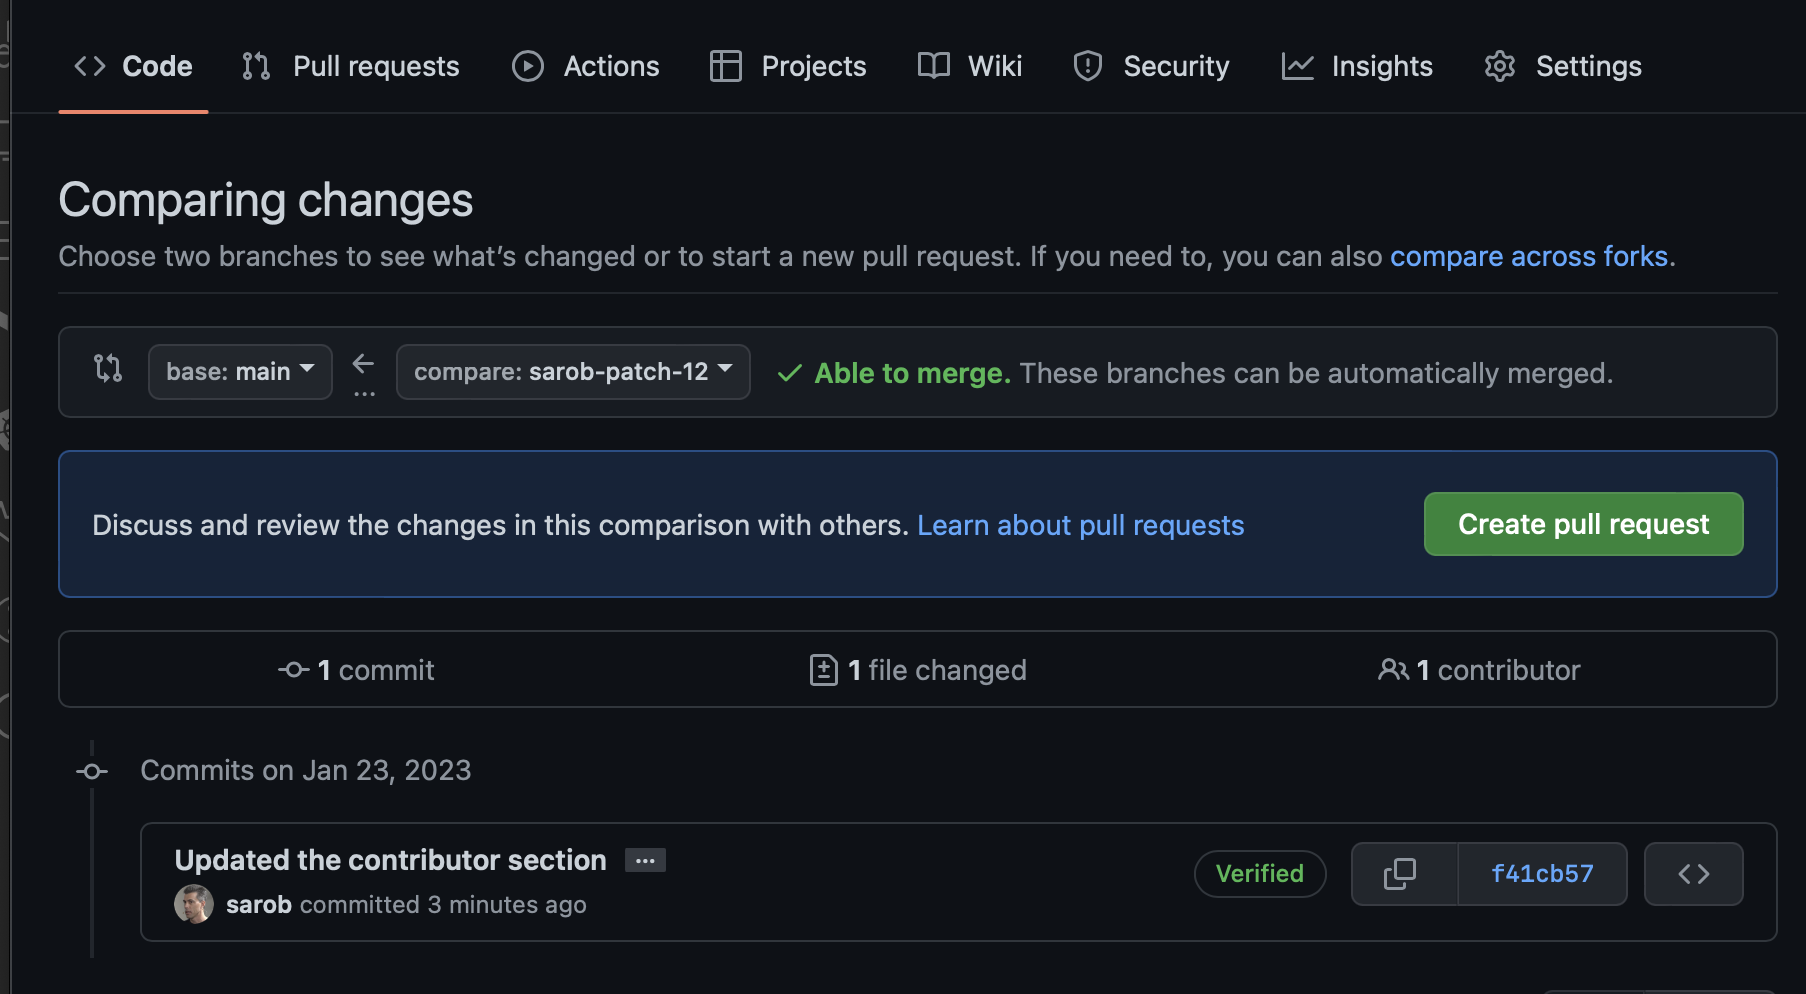 Code Pull requests Actions Projects Wiki Security Insights Settings
Comparing changes
Choose two branches to see what’s changed or to start a new pull request. If you need to, you can also compare across forks.
base: main ... compare: sarob-patch-12 Able to merge. These branches can be automatically merged.
Discuss and review the changes in this comparison with others. Learn about pull requests Create pull request
1 commit 1 file changed 1 contributor
Commits on Jan 23, 2023
Updated the contributor section ...
Verified f41cb57
sarob committed 3 minutes ago